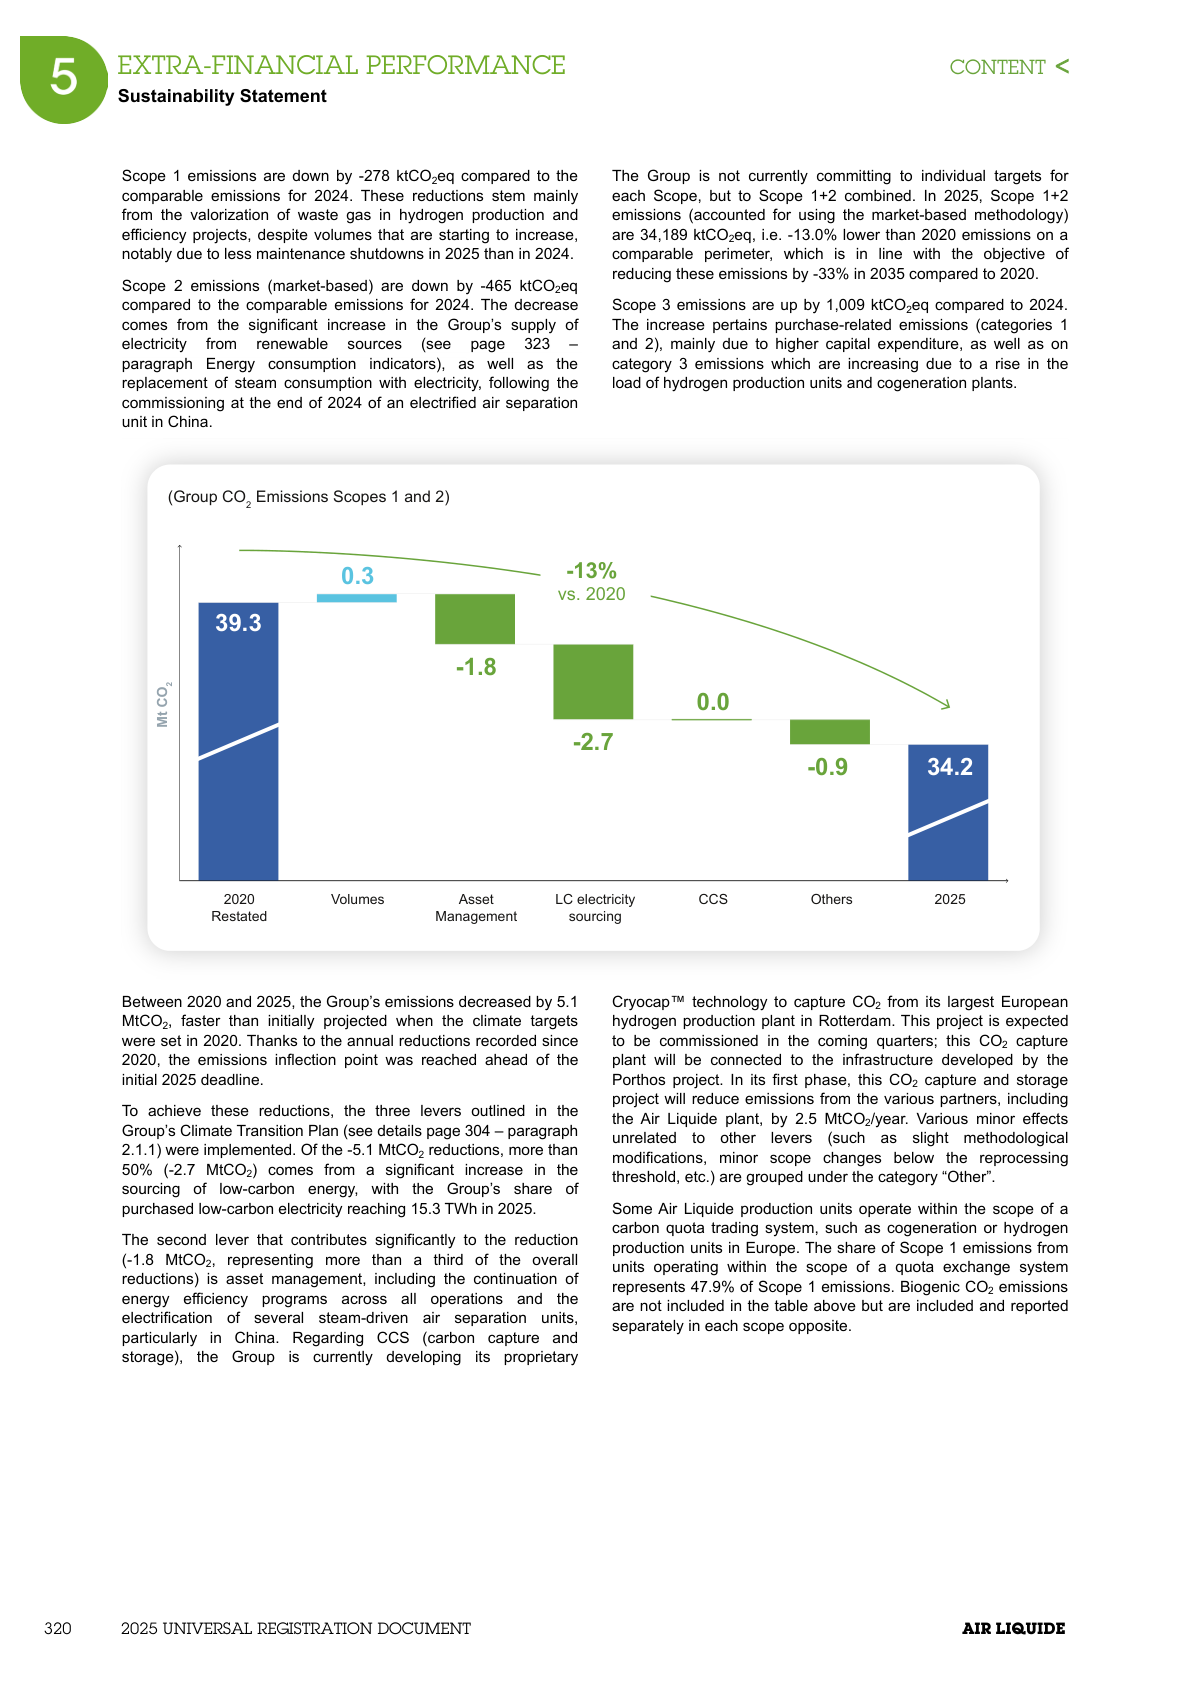 5
EXTRA-FINANCIAL PERFORMANCE
CONTENT <
Sustainability Statement
Scope 1 emissions are down by -278 ktCO₂eq compared to the
comparable emissions for 2024. These reductions stem mainly
from the valorization of waste gas in hydrogen production and
efficiency projects, despite volumes that are starting to increase,
notably due to less maintenance shutdowns in 2025 than in 2024.
Scope 2 emissions (market-based) are down by -465 ktCO₂eq
compared to the comparable emissions for 2024. The decrease
comes from the significant increase in the Group's supply of
electricity from renewable sources (see page 323 –
paragraph Energy consumption indicators), as well as the
replacement of steam consumption with electricity, following the
commissioning at the end of 2024 of an electrified air separation
unit in China.
The Group is not currently committing to individual targets for
each Scope, but to Scope 1+2 combined. In 2025, Scope 1+2
emissions (accounted for using the market-based methodology)
are 34,189 ktCO₂eq, i.e. -13.0% lower than 2020 emissions on a
comparable perimeter, which is in line with the objective of
reducing these emissions by -33% in 2035 compared to 2020.
Scope 3 emissions are up by 1,009 ktCO₂eq compared to 2024.
The increase pertains purchase-related emissions (categories 1
and 2), mainly due to higher capital expenditure, as well as on
category 3 emissions which are increasing due to a rise in the
load of hydrogen production units and cogeneration plants.
(Group CO₂ Emissions Scopes 1 and 2)
Mt CO₂
39.3
0.3
-1.8
-13%
vs. 2020
-2.7
0.0
-0.9
34.2
2020
Restated
Volumes
Asset
Management
LC electricity
sourcing
CCS
Others
2025
Between 2020 and 2025, the Group's emissions decreased by 5.1
MtCO₂, faster than initially projected when the climate targets
were set in 2020. Thanks to the annual reductions recorded since
2020, the emissions inflection point was reached ahead of the
initial 2025 deadline.
To achieve these reductions, the three levers outlined in the
Group's Climate Transition Plan (see details page 304 – paragraph
2.1.1) were implemented. Of the -5.1 MtCO₂ reductions, more than
50% (-2.7 MtCO₂) comes from a significant increase in the
sourcing of low-carbon energy, with the Group's share of
purchased low-carbon electricity reaching 15.3 TWh in 2025.
The second lever that contributes significantly to the reduction
(-1.8 MtCO₂, representing more than a third of the overall
reductions) is asset management, including the continuation of
energy efficiency programs across all operations and the
electrification of several steam-driven air separation units,
particularly in China. Regarding CCS (carbon capture and
storage), the Group is currently developing its proprietary
Cryocap™ technology to capture CO₂ from its largest European
hydrogen production plant in Rotterdam. This project is expected
to be commissioned in the coming quarters; this CO₂ capture
plant will be connected to the infrastructure developed by the
Porthos project. In its first phase, this CO₂ capture and storage
project will reduce emissions from the various partners, including
the Air Liquide plant, by 2.5 MtCO₂/year. Various minor effects
unrelated to other levers (such as slight methodological
modifications, minor scope changes below the reprocessing
threshold, etc.) are grouped under the category “Other”.
Some Air Liquide production units operate within the scope of a
carbon quota trading system, such as cogeneration or hydrogen
production units in Europe. The share of Scope 1 emissions from
units operating within the scope of a quota exchange system
represents 47.9% of Scope 1 emissions. Biogenic CO₂ emissions
are not included in the table above but are included and reported
separately in each scope opposite.
320
2025 UNIVERSAL REGISTRATION DOCUMENT
AIR LIQUIDE